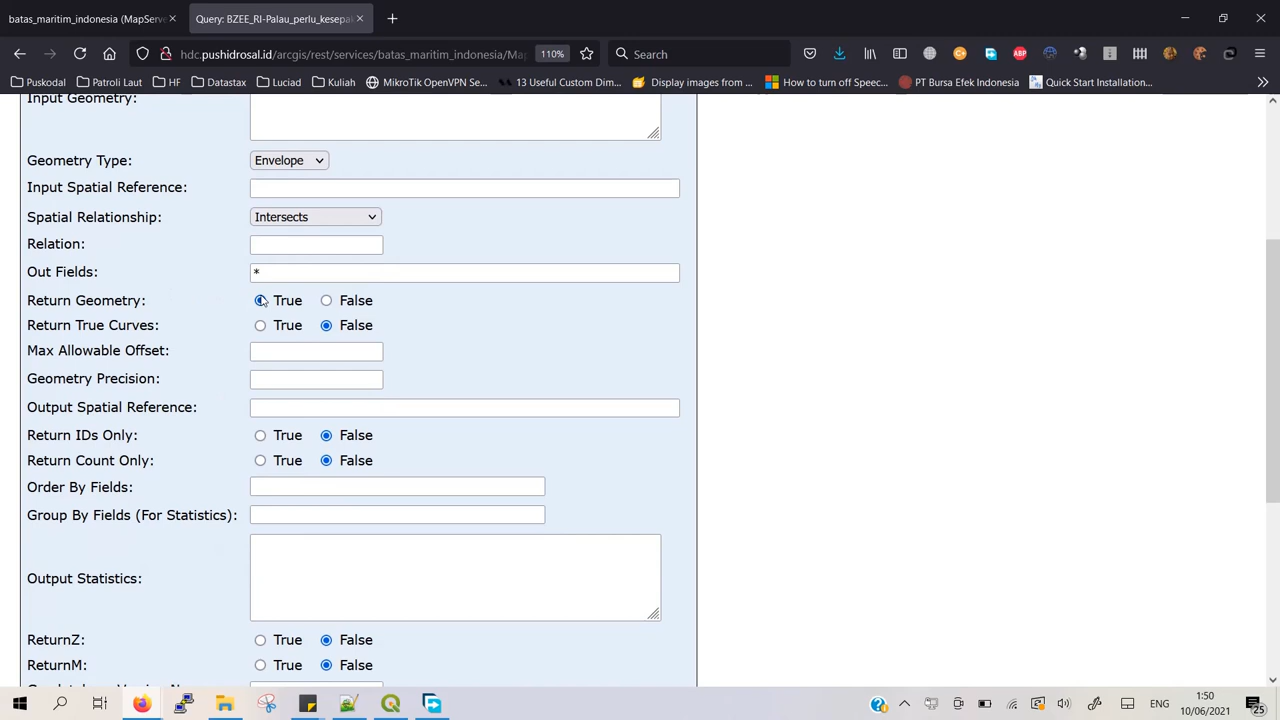 batas_maritim_indonesia (MapServe
Query: BZEE_RI-Palau_perlu_kesepak
110%
hdc.pushidrosal.id/arcgis/rest/services/batas_maritim_indonesia/Ma
Search
ABP
Puskodal
Patroli Laut
HF
Datastax
Luciad
Kuliah
MikroTik OpenVPN Se...
13 Useful Custom Dim...
Display images from ...
How to turn off Speec...
PT Bursa Efek Indonesia
Quick Start Installation...
Input Geometry:
Geometry Type:
Envelope
Input Spatial Reference:
Spatial Relationship:
Intersects
Relation:
Out Fields:
*
Return Geometry:
True
False
Return True Curves:
True
False
Max Allowable Offset:
Geometry Precision:
Output Spatial Reference:
Return IDs Only:
True
False
Return Count Only:
True
False
Order By Fields:
Group By Fields (For Statistics):
Output Statistics:
ReturnZ:
True
False
ReturnM:
True
False
ENG
1:50
10/06/2021
25